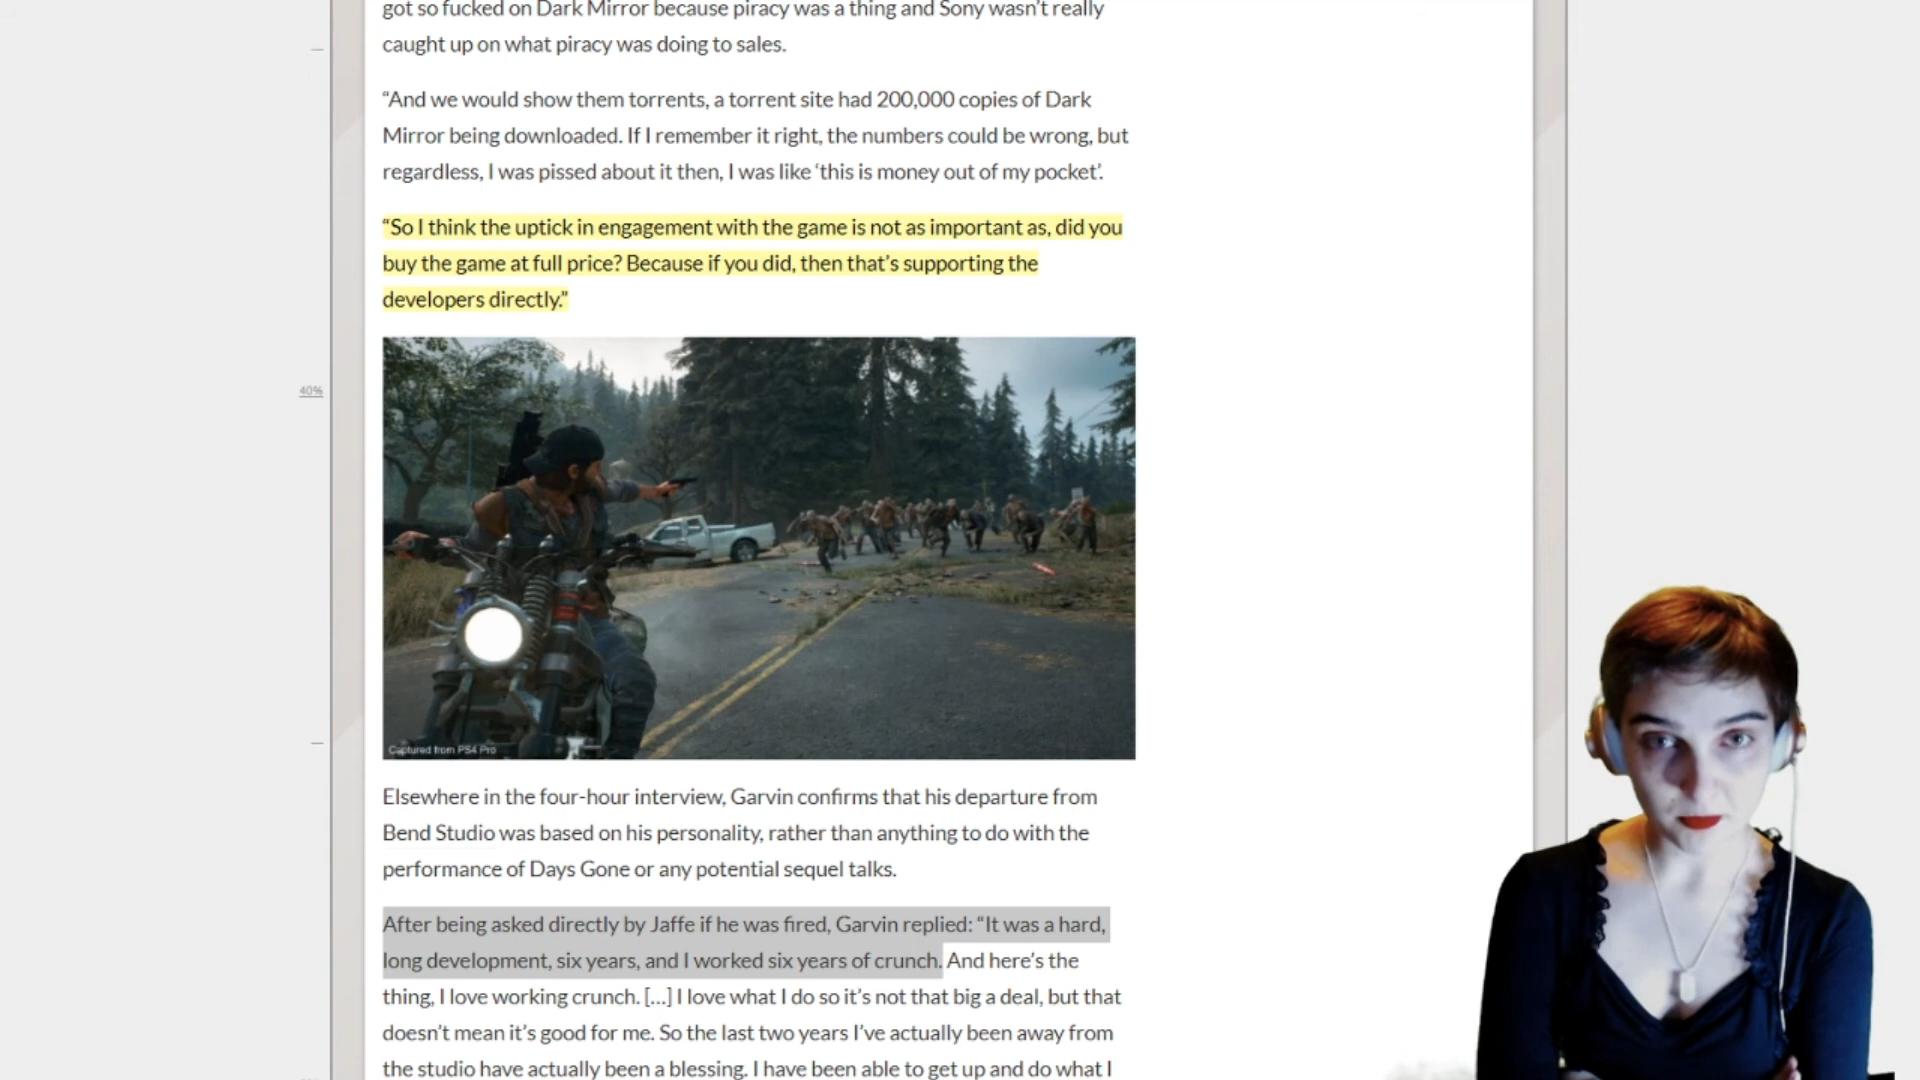 got so fucked on Dark Mirror because piracy was a thing and Sony wasn’t really
caught up on what piracy was doing to sales.
“And we would show them torrents, a torrent site had 200,000 copies of Dark
Mirror being downloaded. If I remember it right, the numbers could be wrong, but
regardless, I was pissed about it then, I was like ‘this is money out of my pocket’.
“So I think the uptick in engagement with the game is not as important as, did you
buy the game at full price? Because if you did, then that’s supporting the
developers directly.”
40%
Captured from PS4 Pro
Elsewhere in the four-hour interview, Garvin confirms that his departure from
Bend Studio was based on his personality, rather than anything to do with the
performance of Days Gone or any potential sequel talks.
After being asked directly by Jaffe if he was fired, Garvin replied: “It was a hard,
long development, six years, and I worked six years of crunch. And here’s the
thing, I love working crunch. [...] I love what I do so it’s not that big a deal, but that
doesn’t mean it’s good for me. So the last two years I’ve actually been away from
the studio have actually been a blessing. I have been able to get up and do what I